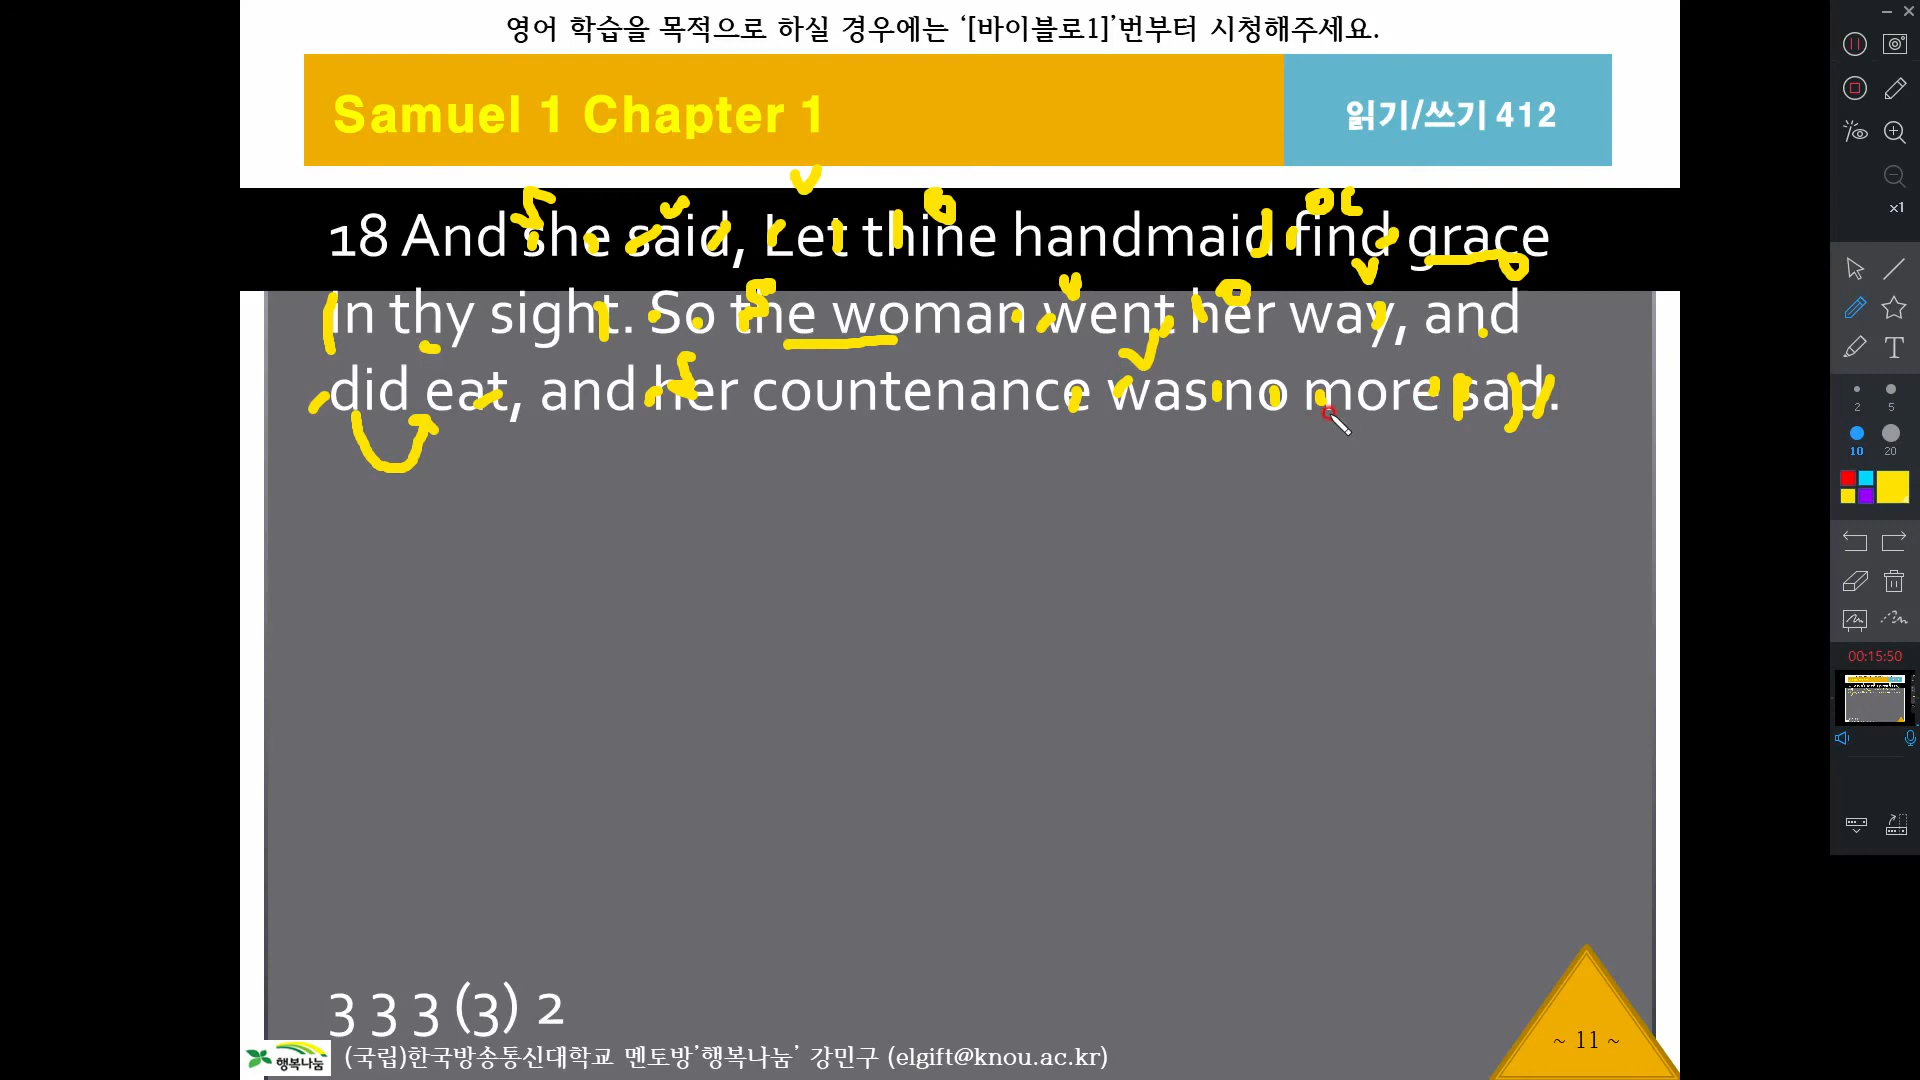 영어 학습을 목적으로 하실 경우에는 ‘[바이블로1]’번부터 시청해주세요.
Samuel 1 Chapter 1
읽기/쓰기 412
18 And she said, Let thine handmaid find grace
in thy sight. So the woman went her way, and
did eat, and her countenance was no more sad.
3 3 3 (3) 2
행복나눔
(국립)한국방송통신대학교 멘토방’행복나눔’ 강민구 (elgift@knou.ac.kr)
~ 11 ~
x1
2 5
10 20
00:15:50